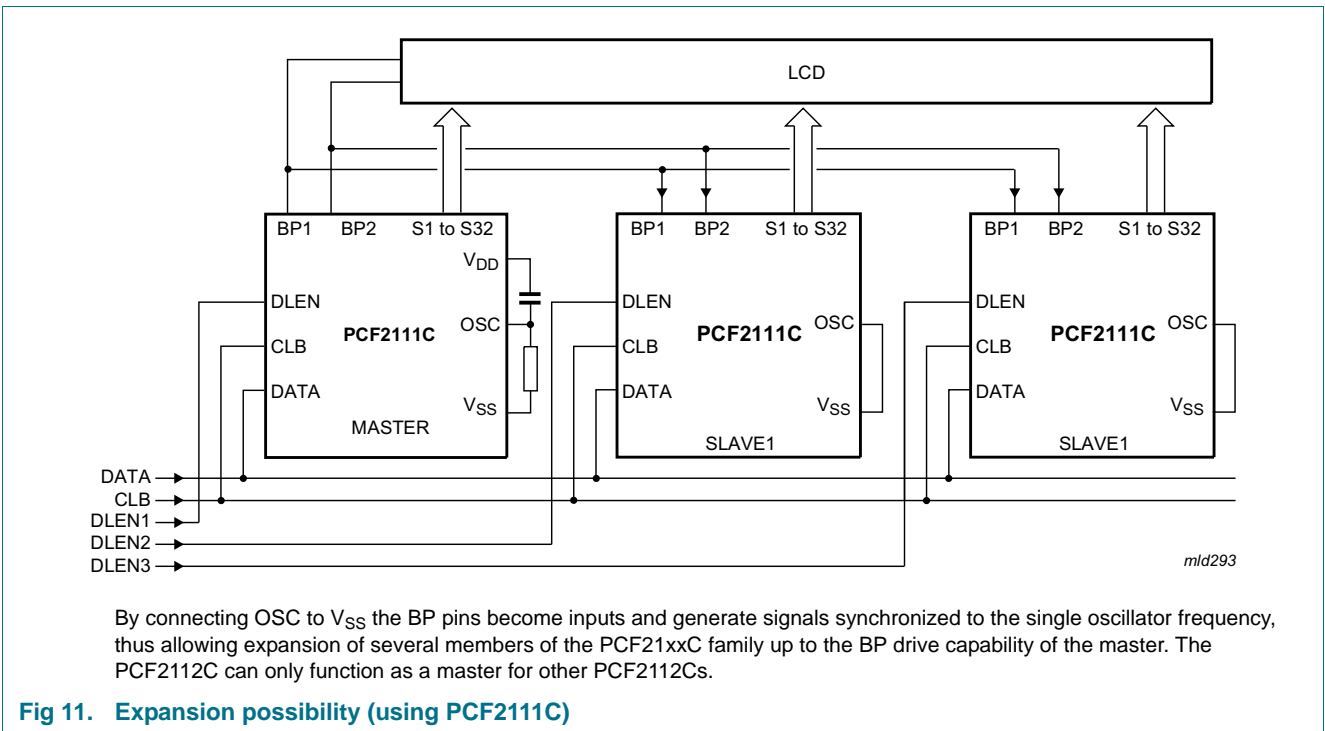 LCD
BP1 BP2 S1 to S32
BP1 BP2 S1 to S32
BP1 BP2 S1 to S32
VDD
DLEN
OSC
CLB
PCF2111C
DATA
VSS
MASTER
DLEN
OSC
CLB
PCF2111C
DATA
VSS
SLAVE1
DLEN
OSC
CLB
PCF2111C
DATA
VSS
SLAVE1
DATA
CLB
DLEN1
DLEN2
DLEN3
mld293
By connecting OSC to VSS the BP pins become inputs and generate signals synchronized to the single oscillator frequency,
thus allowing expansion of several members of the PCF21xxC family up to the BP drive capability of the master. The
PCF2112C can only function as a master for other PCF2112Cs.
Fig 11. Expansion possibility (using PCF2111C)